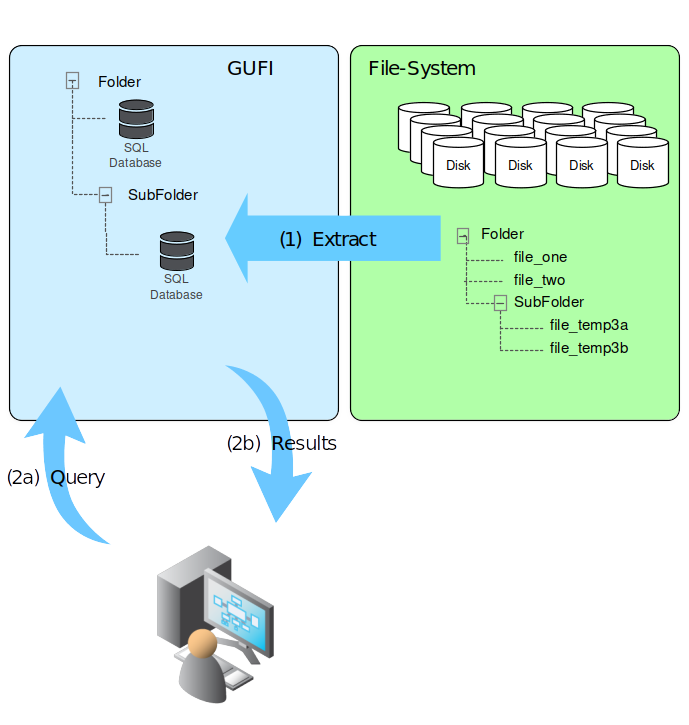 GUFI
Folder
SQL
Database
SubFolder
SQL
Database
File-System
Disk
Disk
Disk
Disk
(1) Extract
Folder
file_one
file_two
SubFolder
file_temp3a
file_temp3b
(2b) Results
(2a) Query